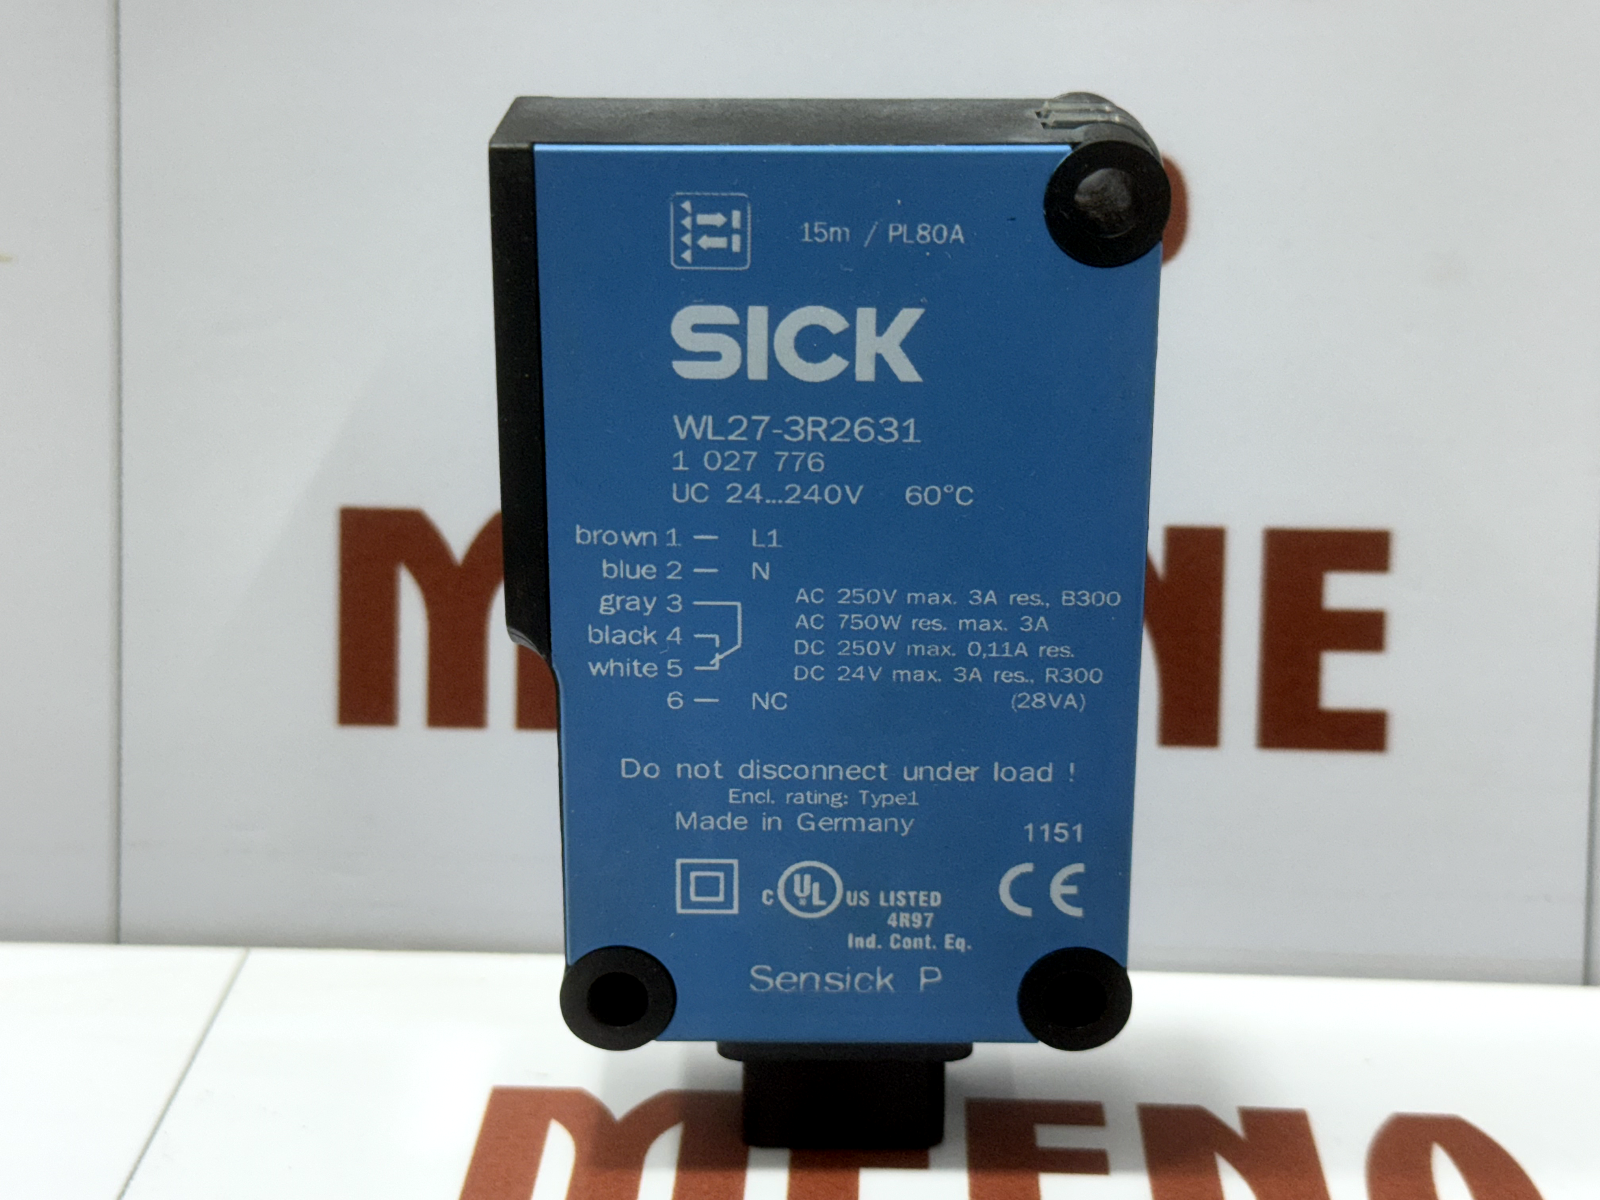 15m / PL80A
SICK
WL27-3R2631
1 027 776
UC 24...240V 60°C
brown 1 — L1
blue 2 — N
gray 3
black 4
white 5
6 — NC
AC 250V max. 3A res., B300
AC 750W res. max. 3A
DC 250V max. 0,11A res.
DC 24V max. 3A res., R300
(28VA)
Do not disconnect under load !
Encl. rating: Type1
Made in Germany
1151
c UL US LISTED
4R97
Ind. Cont. Eq.
CE
Sensick P